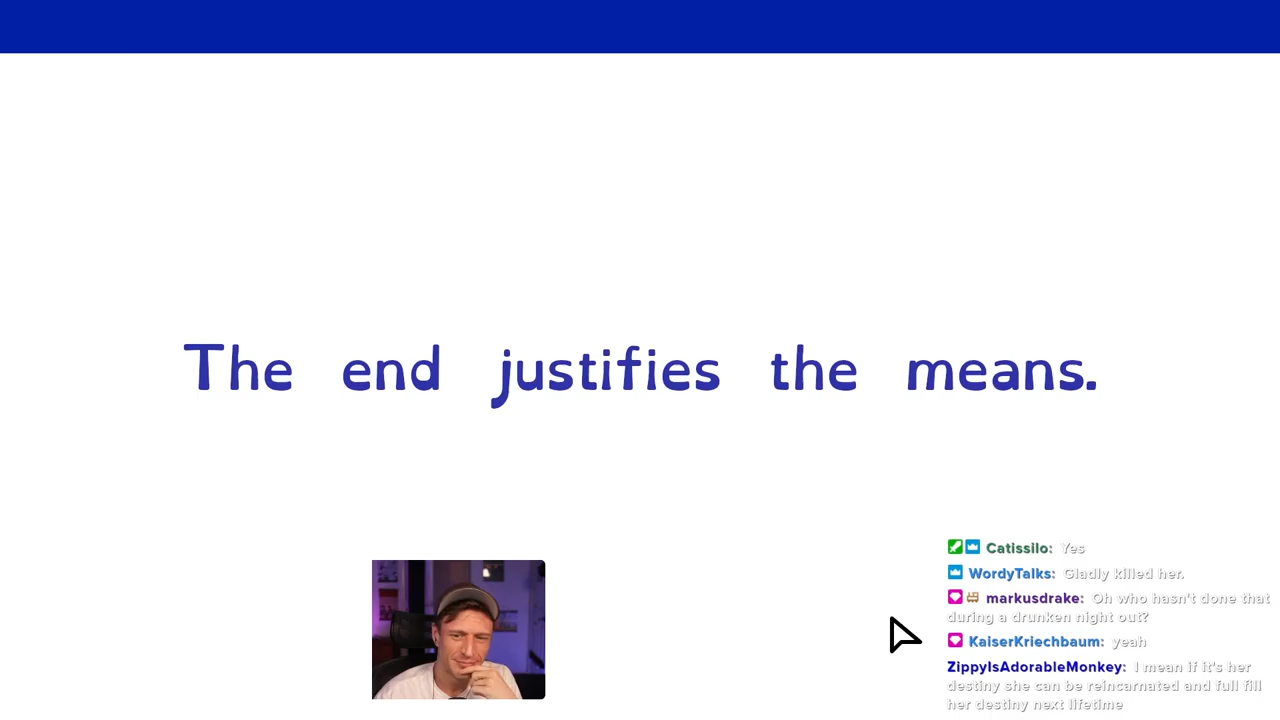 The end justifies the means.
Catissilo: Yes
WordyTalks: Gladly killed her.
markusdrake: Oh who hasn't done that
during a drunken night out?
KaiserKriechbaum: yeah
ZippyIsAdorableMonkey: I mean if it's her
destiny she can be reincarnated and full fill
her destiny next lifetime